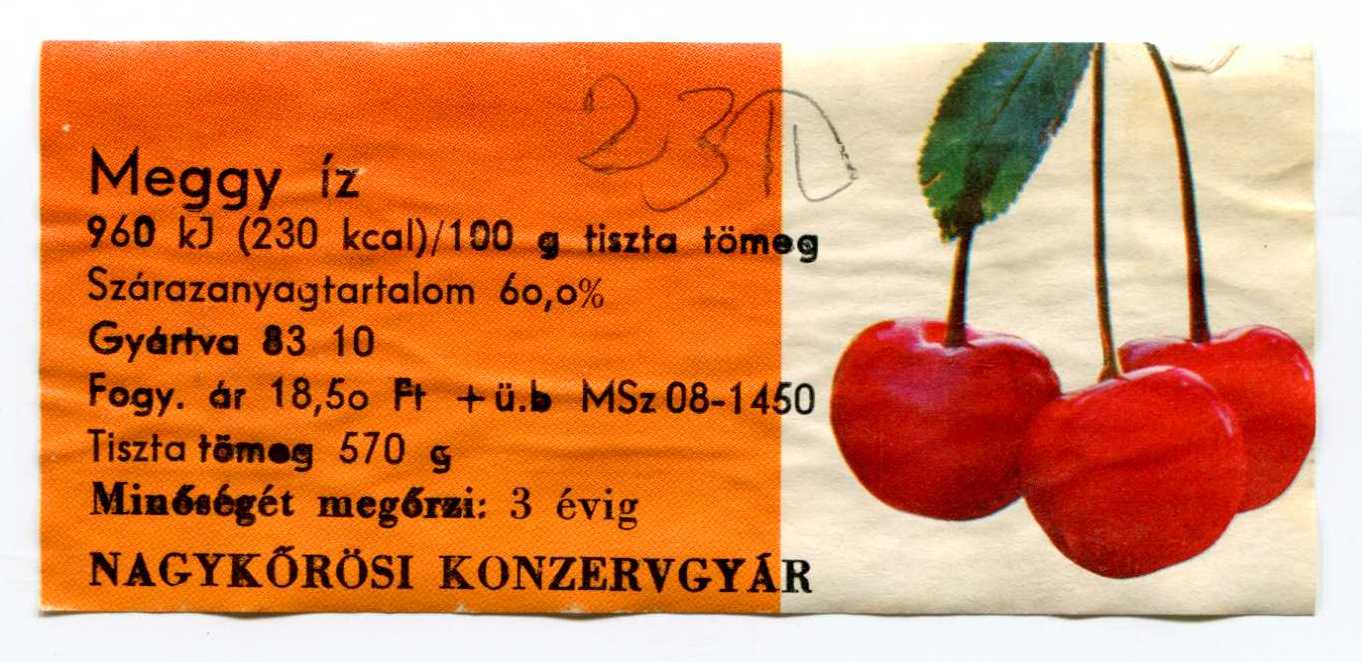 2310
Meggy íz
960 kJ (230 kcal)/100 g tiszta tömeg
Szárazanyagtartalom 60,0%
Gyártva 83 10
Fogy. ár 18,50 Ft +ü.b MSz 08-1450
Tiszta tömeg 570 g
Minőségét megőrzi: 3 évig
NAGYKŐRÖSI KONZERVGYÁR